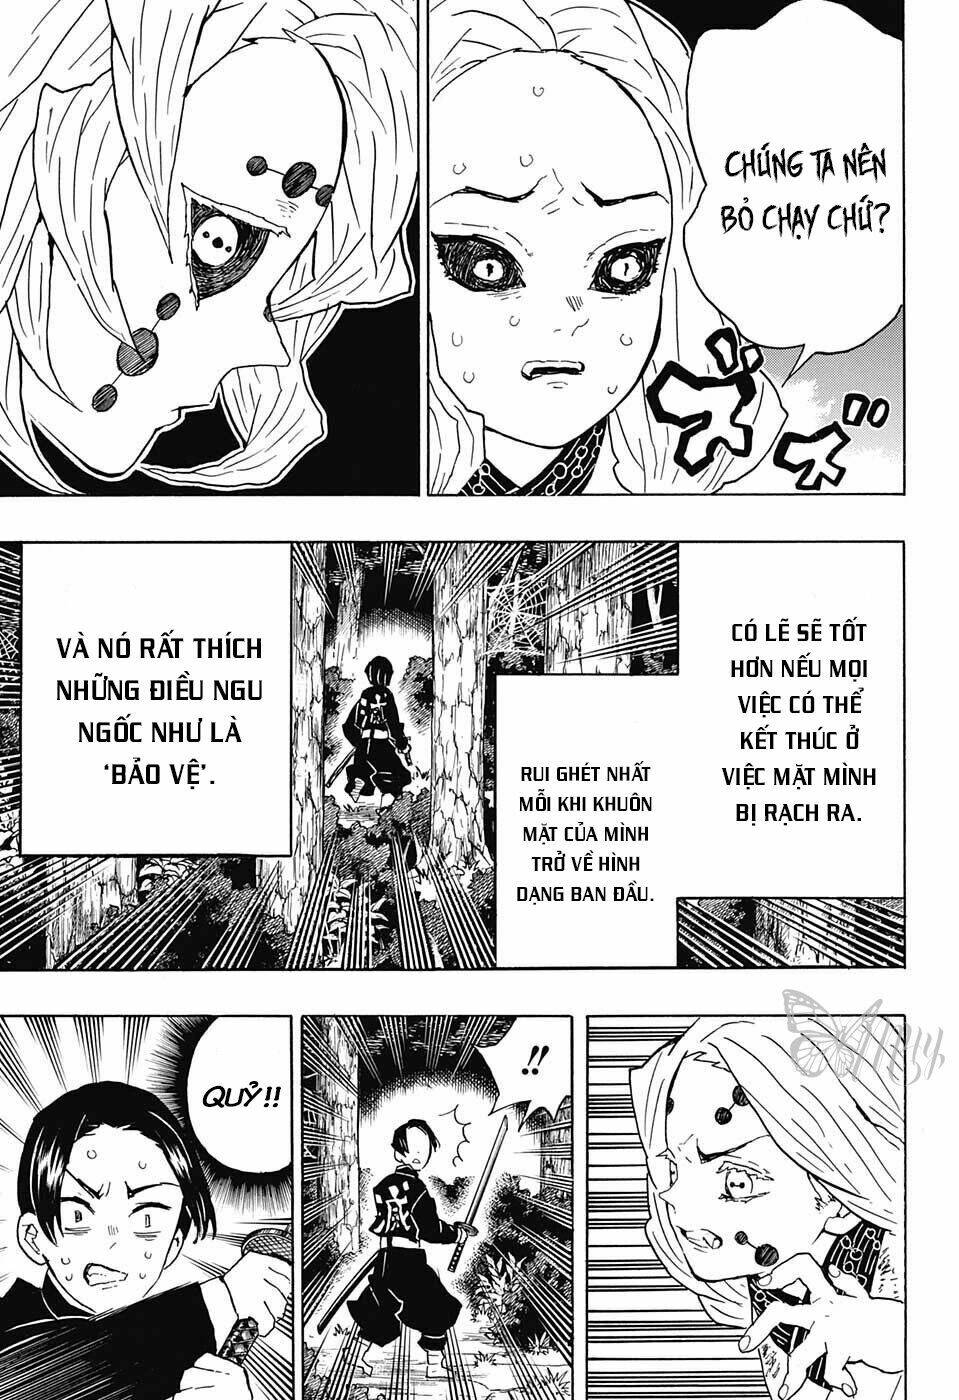 CHÚNG TA NÊN
BỎ CHẠY CHỨ?
CÓ LẼ SẼ TỐT
HƠN NẾU MỌI
VIỆC CÓ THỂ
KẾT THÚC Ở
VIỆC MẶT MÌNH
BỊ RẠCH RA.
RUI GHÉT NHẤT
MỖI KHI KHUÔN
MẶT CỦA MÌNH
TRỞ VỀ HÌNH
DẠNG BAN ĐẦU.
VÀ NÓ RẤT THÍCH
NHỮNG ĐIỀU NGU
NGỐC NHƯ LÀ
‘BẢO VỆ’.
!!
QUỶ!!